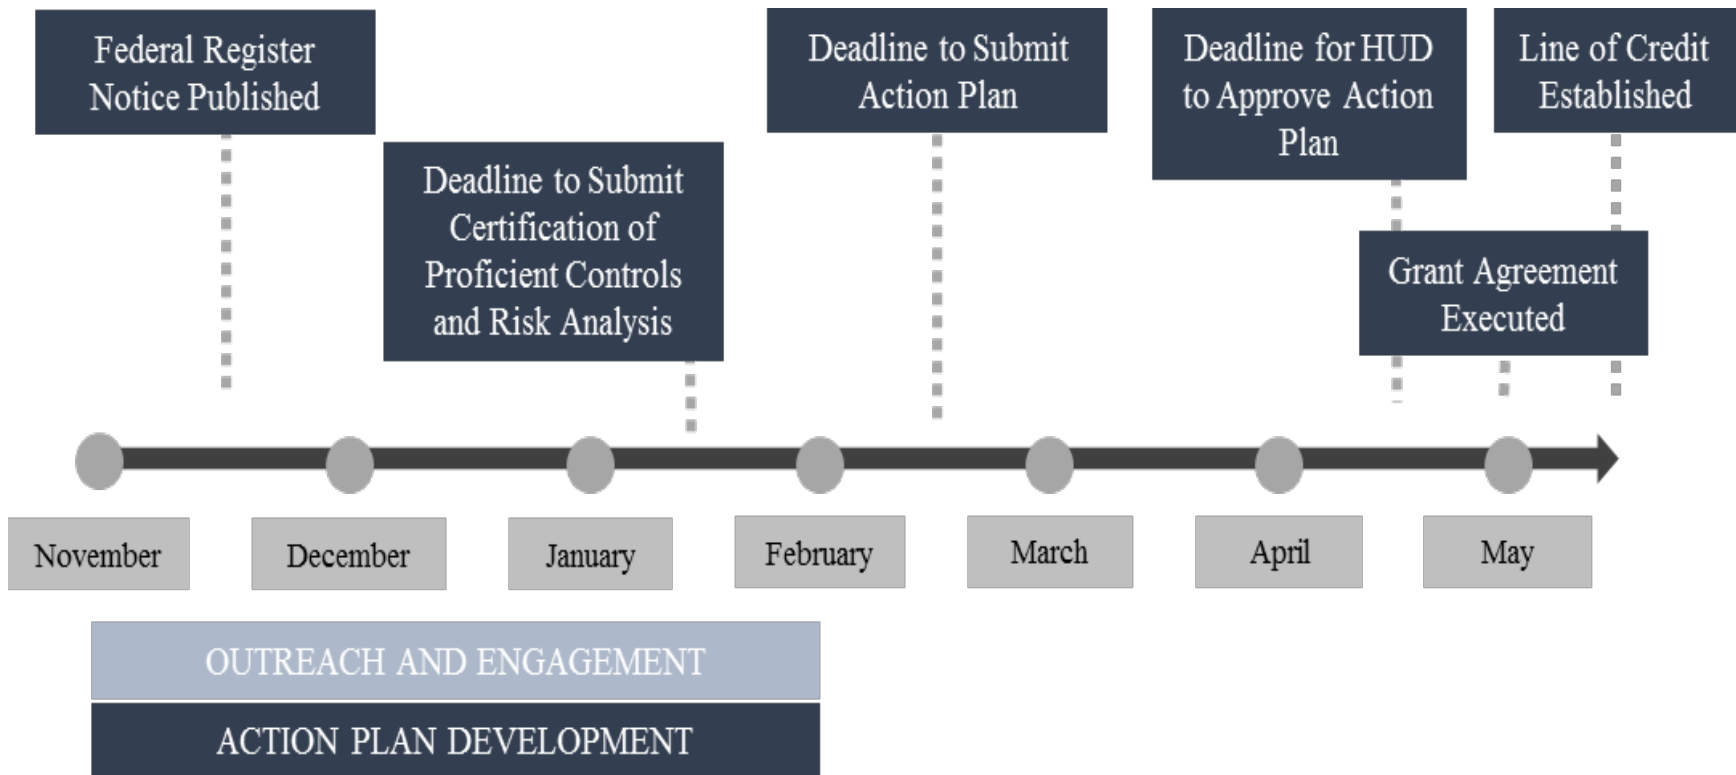 Federal Register
Notice Published
Deadline to Submit
Certification of
Proficient Controls
and Risk Analysis
Deadline to Submit
Action Plan
Deadline for HUD
to Approve Action
Plan
Line of Credit
Established
Grant Agreement
Executed
November
December
January
February
March
April
May
OUTREACH AND ENGAGEMENT
ACTION PLAN DEVELOPMENT